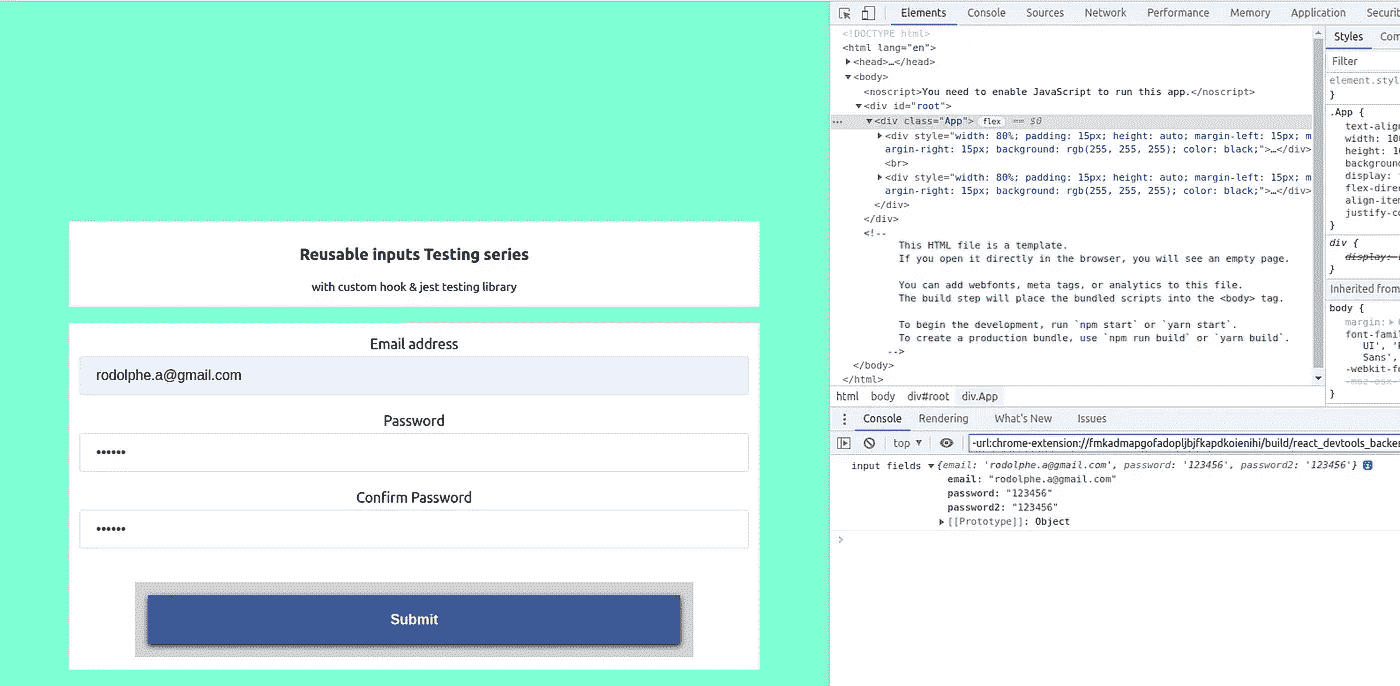 Reusable inputs Testing series
with custom hook & jest testing library
Email address
rodolphe.a@gmail.com
Password
••••••
Confirm Password
••••••
Submit
Elements Console Sources Network Performance Memory Application Securit
<!DOCTYPE html>
<html lang="en">
▶<head>…</head>
▼<body>
<noscript>You need to enable JavaScript to run this app.</noscript>
▼<div id="root">
… ▼<div class="App"> flex == $0
▶<div style="width: 80%; padding: 15px; height: auto; margin-left: 15px; m
argin-right: 15px; background: rgb(255, 255, 255); color: black;">…</div>
<br>
▶<div style="width: 80%; padding: 15px; height: auto; margin-left: 15px; m
argin-right: 15px; background: rgb(255, 255, 255); color: black;">…</div>
</div>
</div>
<!--
This HTML file is a template.
If you open it directly in the browser, you will see an empty page.
You can add webfonts, meta tags, or analytics to this file.
The build step will place the bundled scripts into the <body> tag.
To begin the development, run `npm start` or `yarn start`.
To create a production bundle, use `npm run build` or `yarn build`.
-->
</body>
</html>
html body div#root div.App
Styles Com
Filter
element.styl
}
.App {
text-alig
width: 10
height: 1
backgroun
display:
flex-dire
align-ite
justify-c
}
div {
display:
}
Inherited from
body {
margin: ▶
font-famil
UI', 'R
Sans',
-webkit-fo
-moz-osx-
}
Console Rendering What's New Issues
top ▼ -url:chrome-extension://fmkadmapgofadopljbjfkapdkoienihi/build/react_devtools_backen
input fields ▼{email: 'rodolphe.a@gmail.com', password: '123456', password2: '123456'} i
email: "rodolphe.a@gmail.com"
password: "123456"
password2: "123456"
▶[[Prototype]]: Object
>